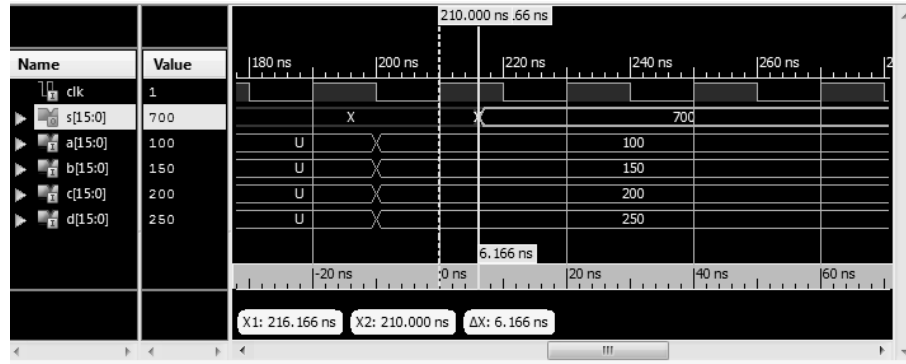 210.000 ns .66 ns
Name Value 180 ns 200 ns 220 ns 240 ns 260 ns 2
clk 1
s[15:0] 700 X X 700
a[15:0] 100 U 100
b[15:0] 150 U 150
c[15:0] 200 U 200
d[15:0] 250 U 250
6.166 ns
-20 ns 0 ns 20 ns 40 ns 60 ns
X1: 216.166 ns X2: 210.000 ns ΔX: 6.166 ns